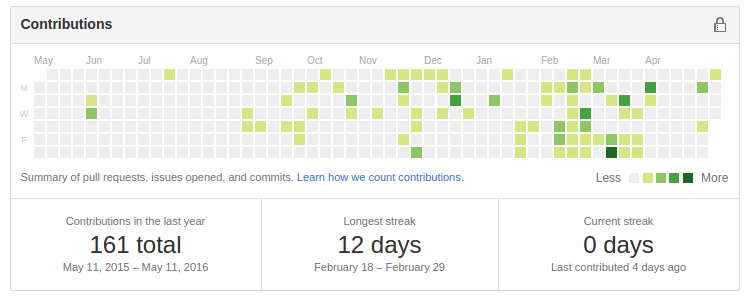 Contributions
May Jun Jul Aug Sep Oct Nov Dec Jan Feb Mar Apr
M
W
F
Summary of pull requests, issues opened, and commits. Learn how we count contributions.
Less More
Contributions in the last year
161 total
May 11, 2015 – May 11, 2016
Longest streak
12 days
February 18 – February 29
Current streak
0 days
Last contributed 4 days ago